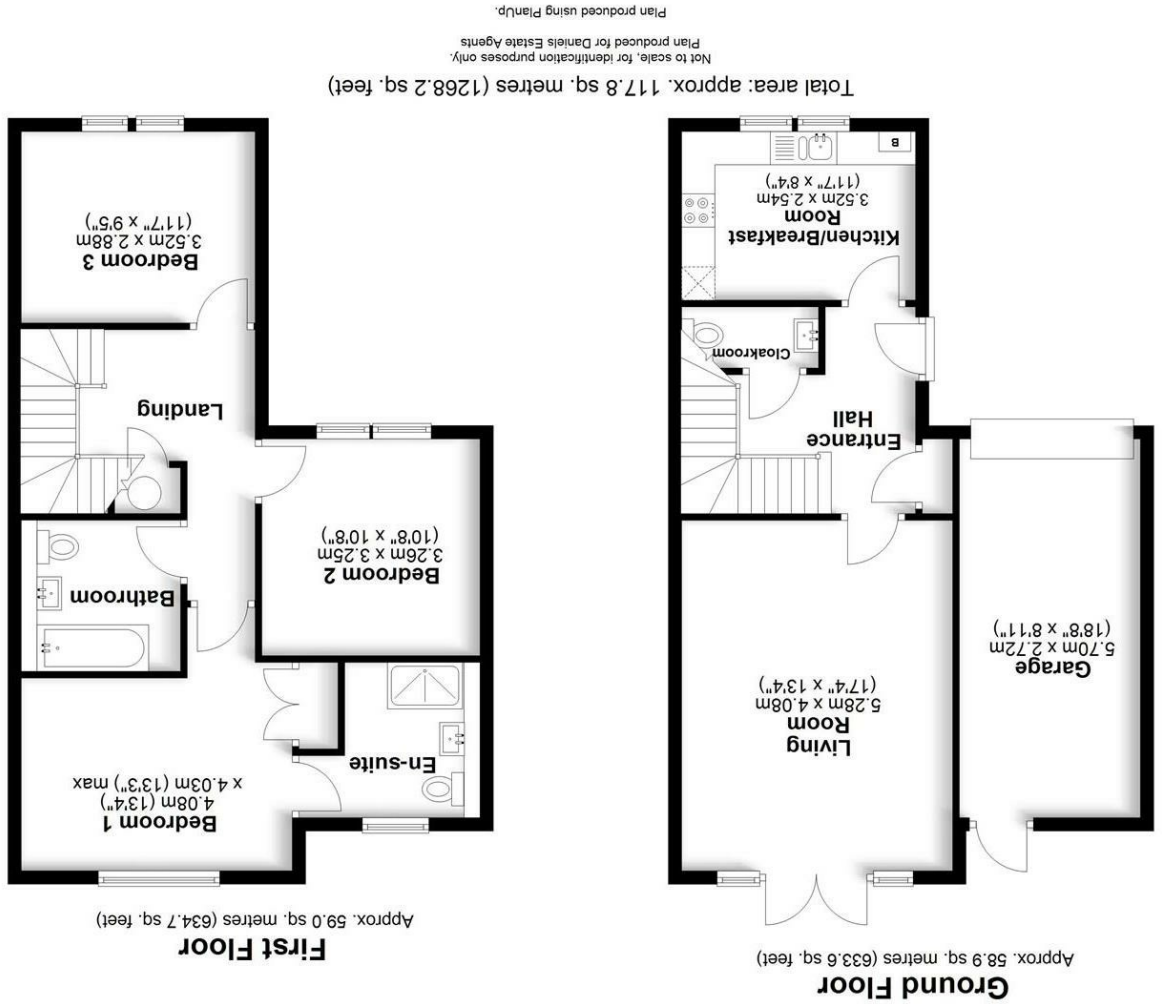 Ground Floor
Approx. 58.9 sq. metres (633.6 sq. feet)
Garage
5.70m x 2.72m
(18'8" x 8'11")
Living
Room
5.28m x 4.08m
(17'4" x 13'4")
Entrance
Hall
Cloakroom
Kitchen/Breakfast
Room
3.52m x 2.54m
(11'7" x 8'4")
B
First Floor
Approx. 59.0 sq. metres (634.7 sq. feet)
Bedroom 1
4.08m (13'4")
x 4.03m (13'3") max
En-suite
Bedroom 2
3.26m x 3.25m
(10'8" x 10'8")
Bathroom
Landing
Bedroom 3
3.52m x 2.88m
(11'7" x 9'5")
Total area: approx. 117.8 sq. metres (1268.2 sq. feet)
Not to scale, for identification purposes only.
Plan produced for Daniels Estate Agents
Plan produced using PlanUp.